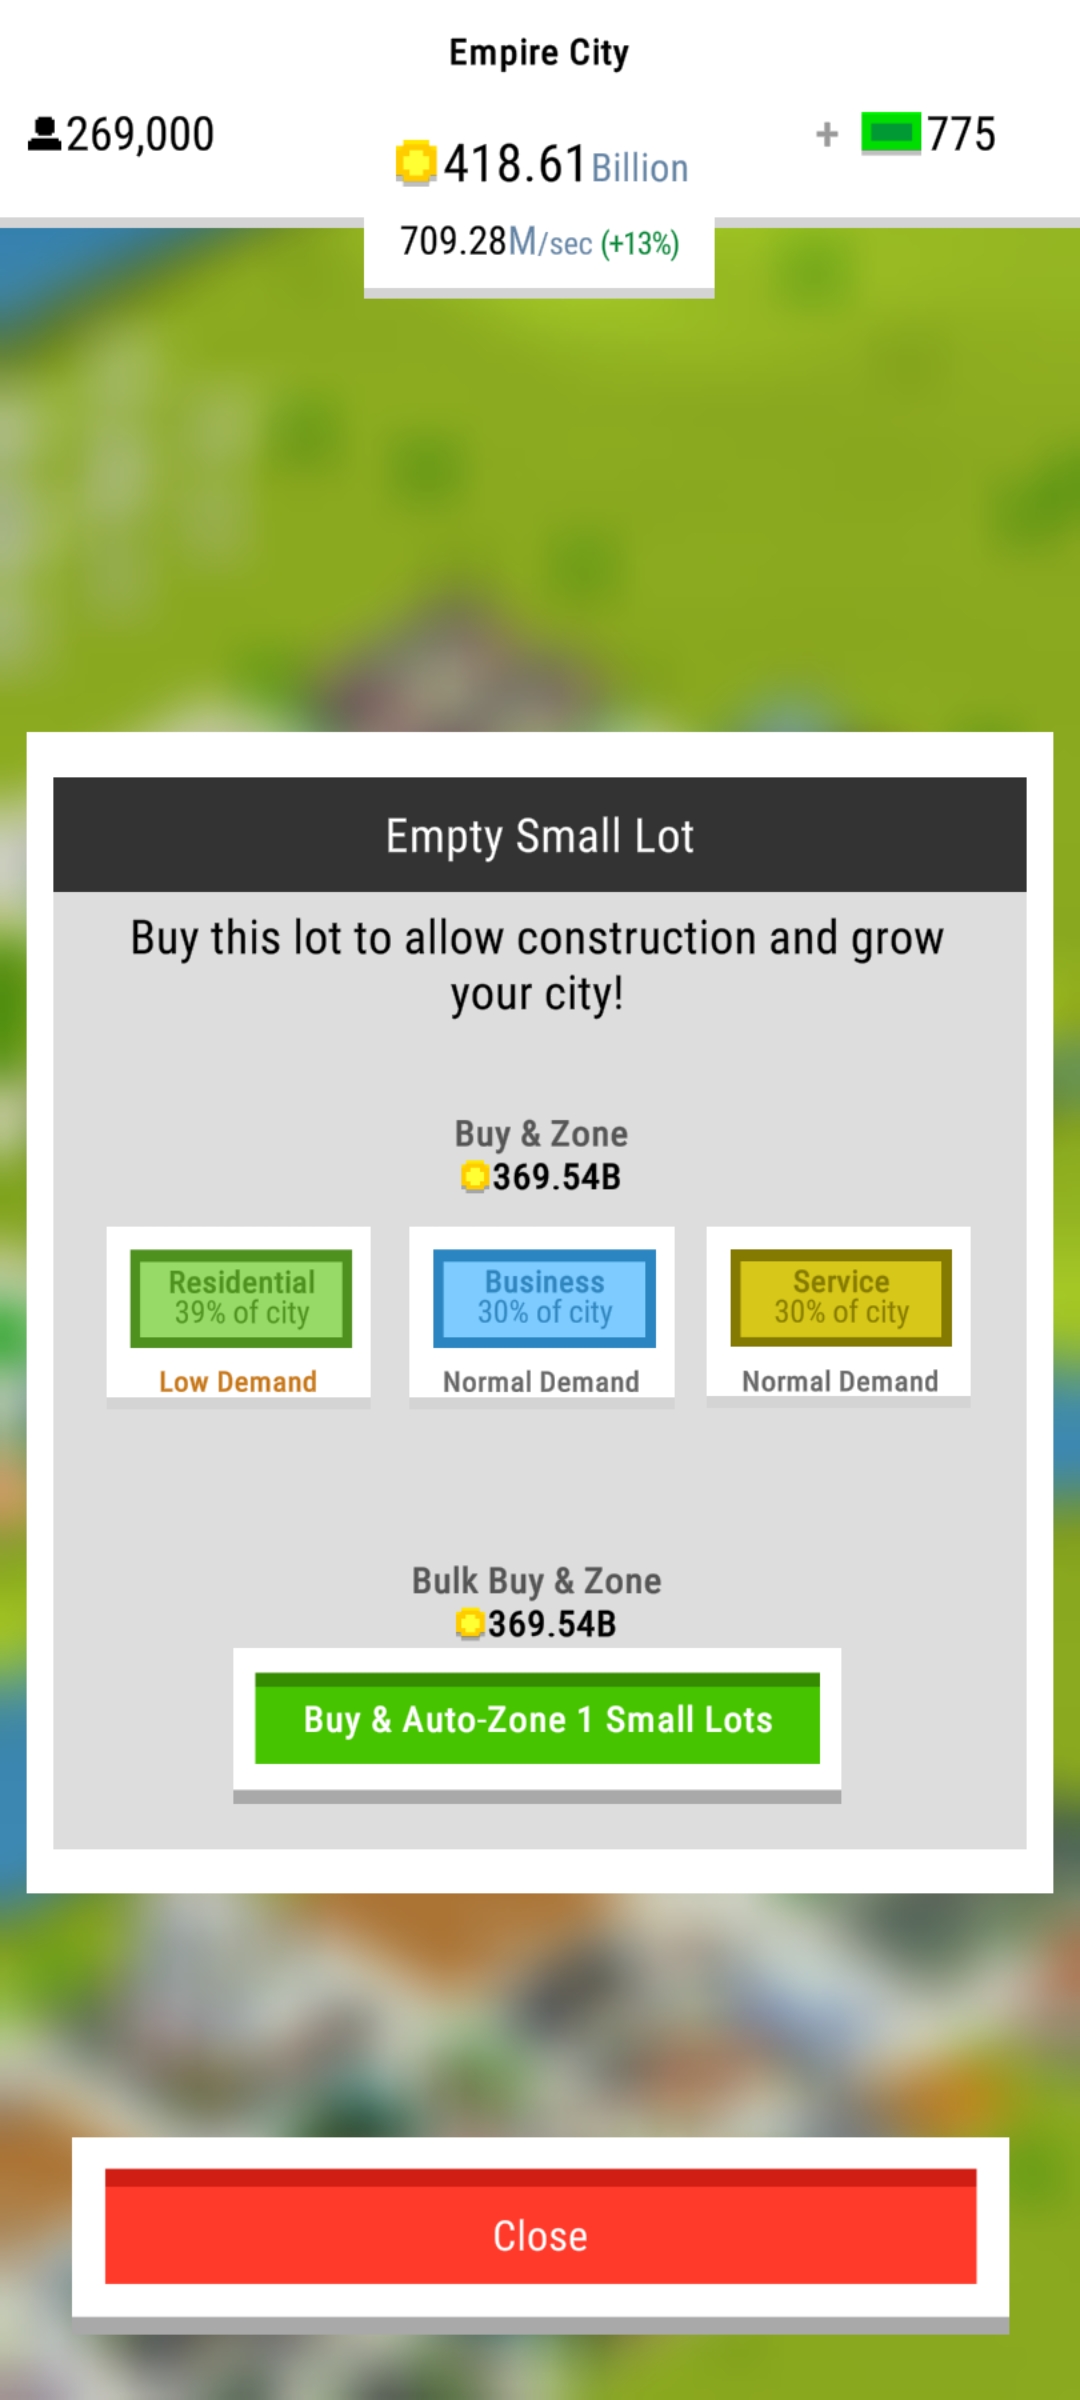 Empire City
269,000
418.61 Billion
+ 775
709.28M/sec (+13%)
Empty Small Lot
Buy this lot to allow construction and grow
your city!
Buy & Zone
369.54B
Residential
39% of city
Low Demand
Business
30% of city
Normal Demand
Service
30% of city
Normal Demand
Bulk Buy & Zone
369.54B
Buy & Auto-Zone 1 Small Lots
Close